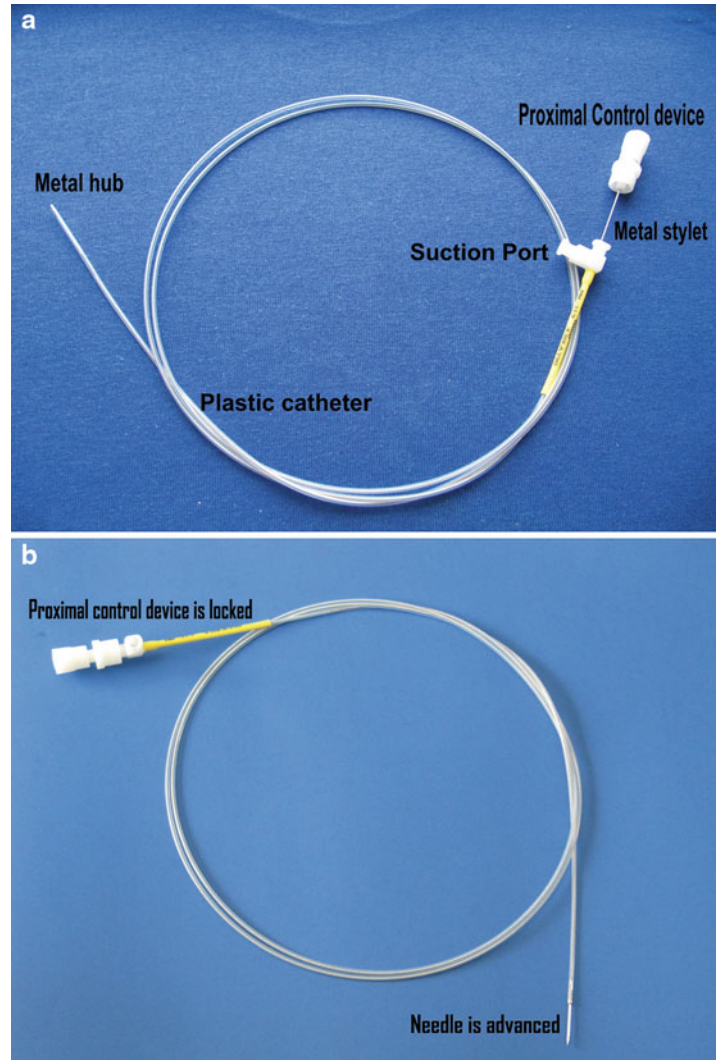 a
Proximal Control device
Metal hub
Metal stylet
Suction Port
Plastic catheter
b
Proximal control device is locked
Needle is advanced